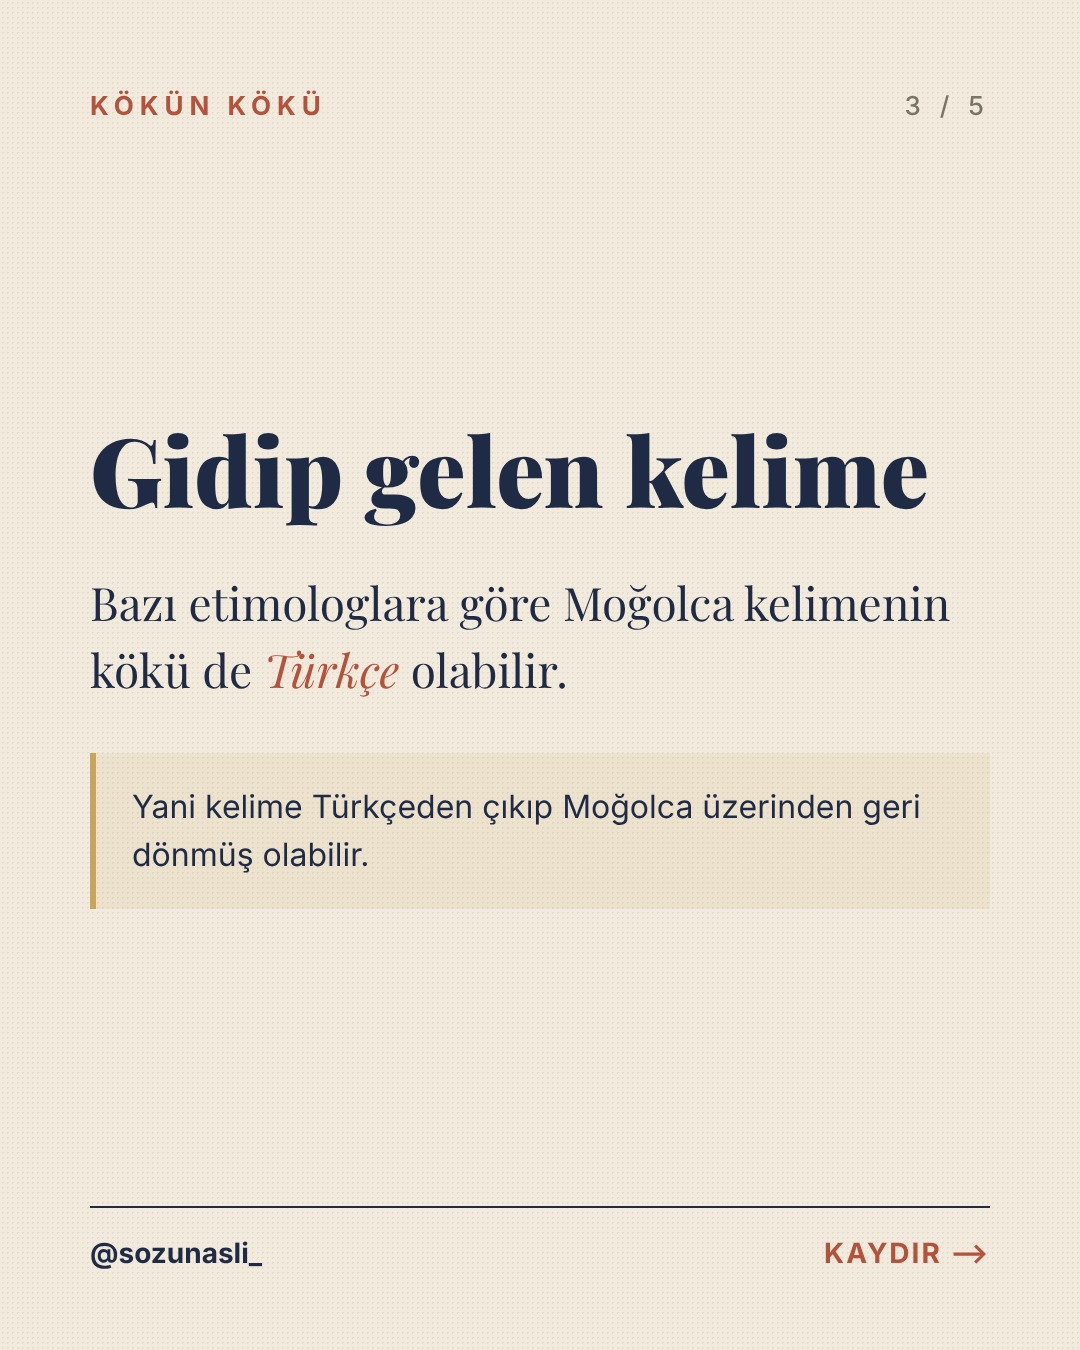 KÖKÜN KÖKÜ
3 / 5
Gidip gelen kelime
Bazı etimologlara göre Moğolca kelimenin
kökü de Türkçe olabilir.
Yani kelime Türkçeden çıkıp Moğolca üzerinden geri
dönmüş olabilir.
@sozunasli_
KAYDIR →